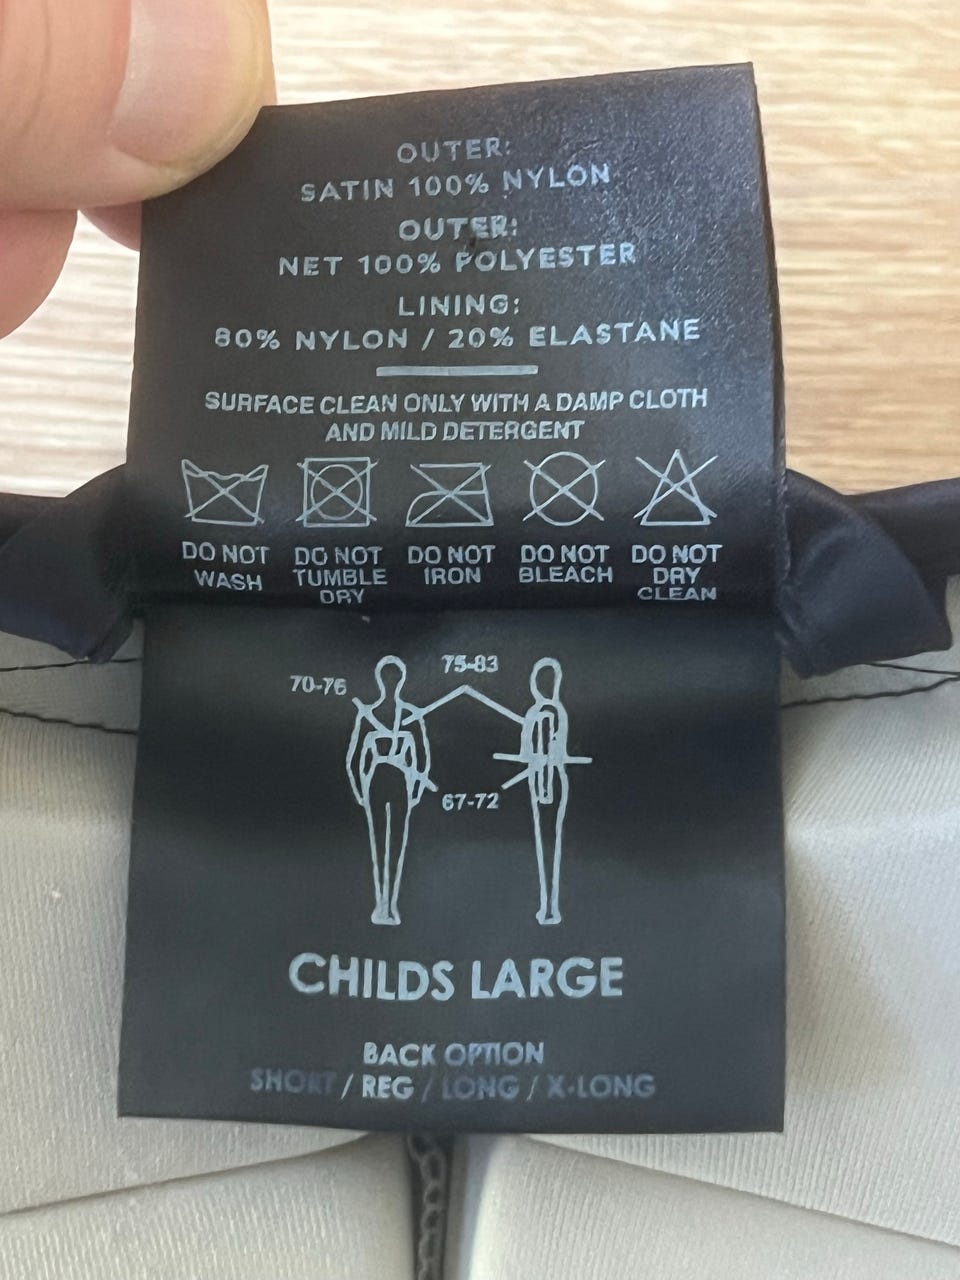 OUTER:
SATIN 100% NYLON
OUTER:
NET 100% POLYESTER
LINING:
80% NYLON / 20% ELASTANE
SURFACE CLEAN ONLY WITH A DAMP CLOTH
AND MILD DETERGENT
DO NOT WASH
DO NOT TUMBLE DRY
DO NOT IRON
DO NOT BLEACH
DO NOT DRY CLEAN
70-76
75-83
67-72
CHILDS LARGE
BACK OPTION
SHORT / REG / LONG / X-LONG